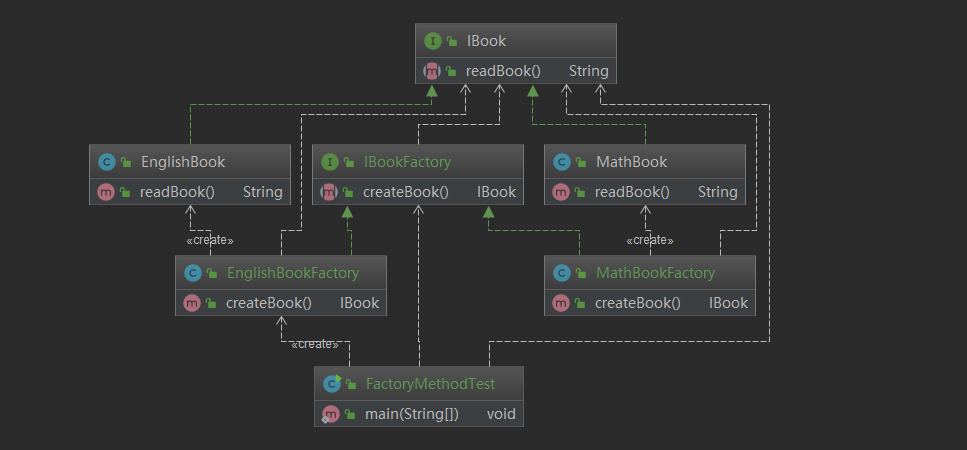 I IBook
m readBook() String
C EnglishBook
m readBook() String
I IBookFactory
m createBook() IBook
C MathBook
m readBook() String
«create»
«create»
C EnglishBookFactory
m createBook() IBook
C MathBookFactory
m createBook() IBook
«create»
C FactoryMethodTest
m main(String[]) void